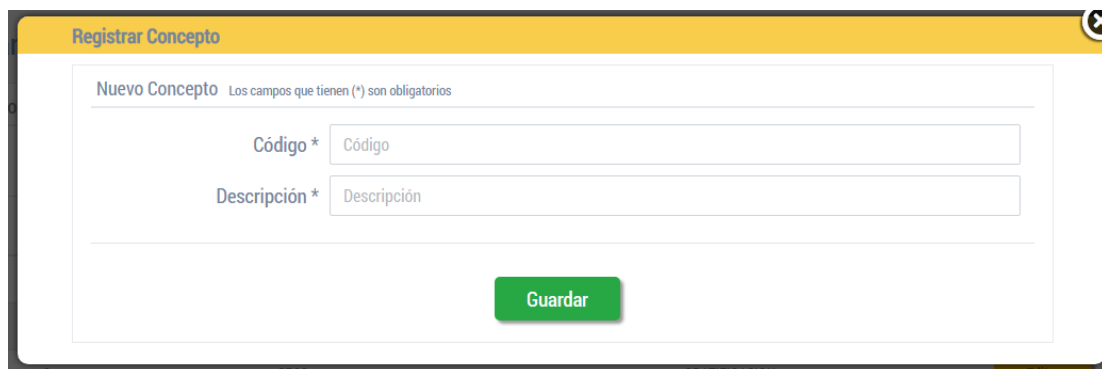 Registrar Concepto
Nuevo Concepto Los campos que tienen (*) son obligatorios
Código * Código
Descripción * Descripción
Guardar